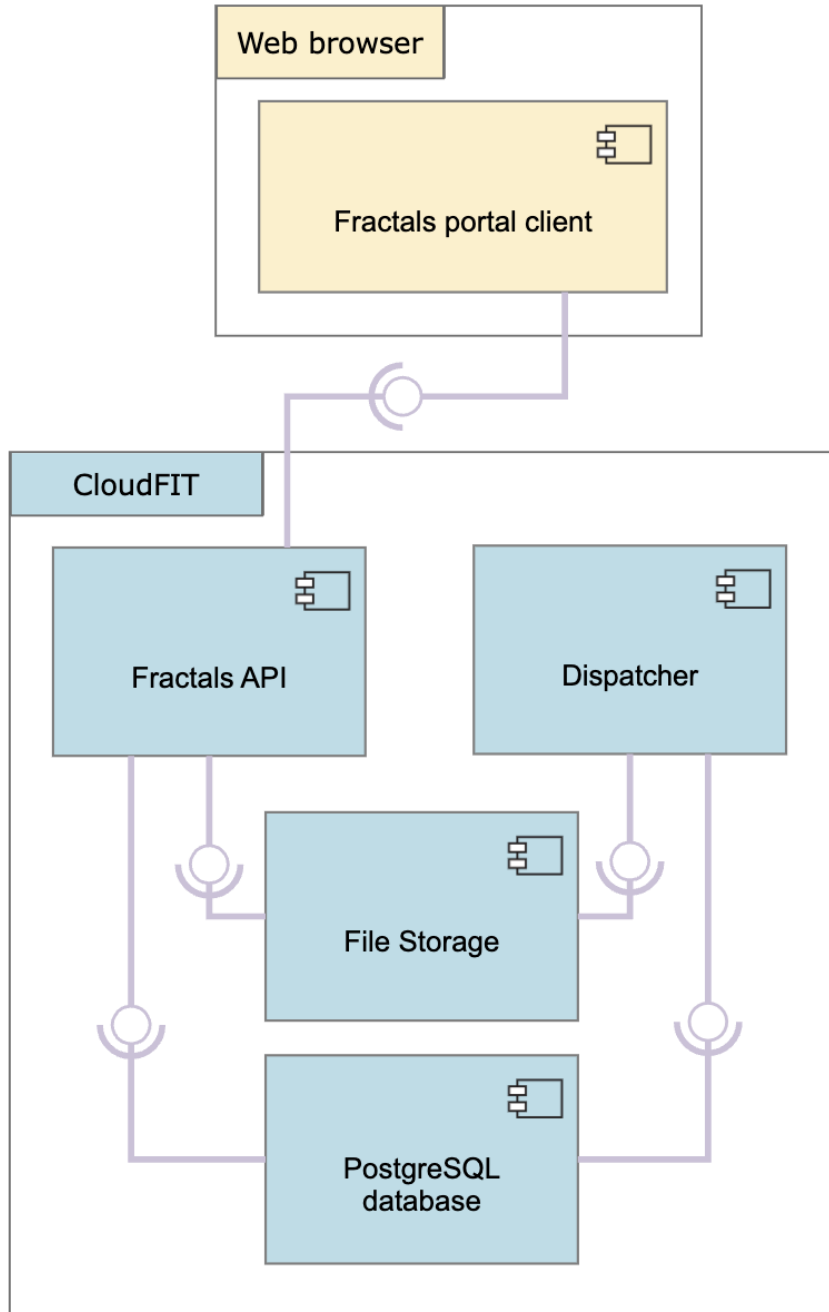 Web browser
Fractals portal client
CloudFIT
Fractals API
Dispatcher
File Storage
PostgreSQL
database